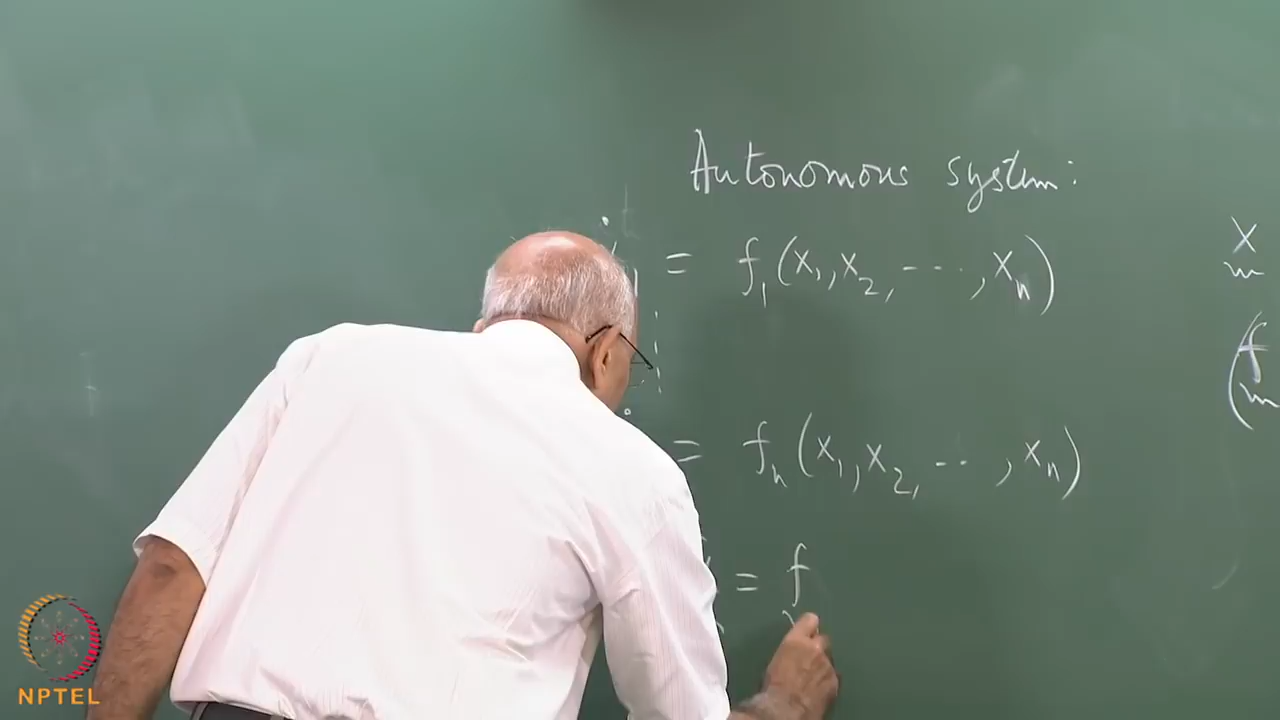 Autonomous system:
= f₁(x₁, x₂, ---, xₙ)
x
(f
= fₙ(x₁, x₂, --, xₙ)
= f
NPTEL